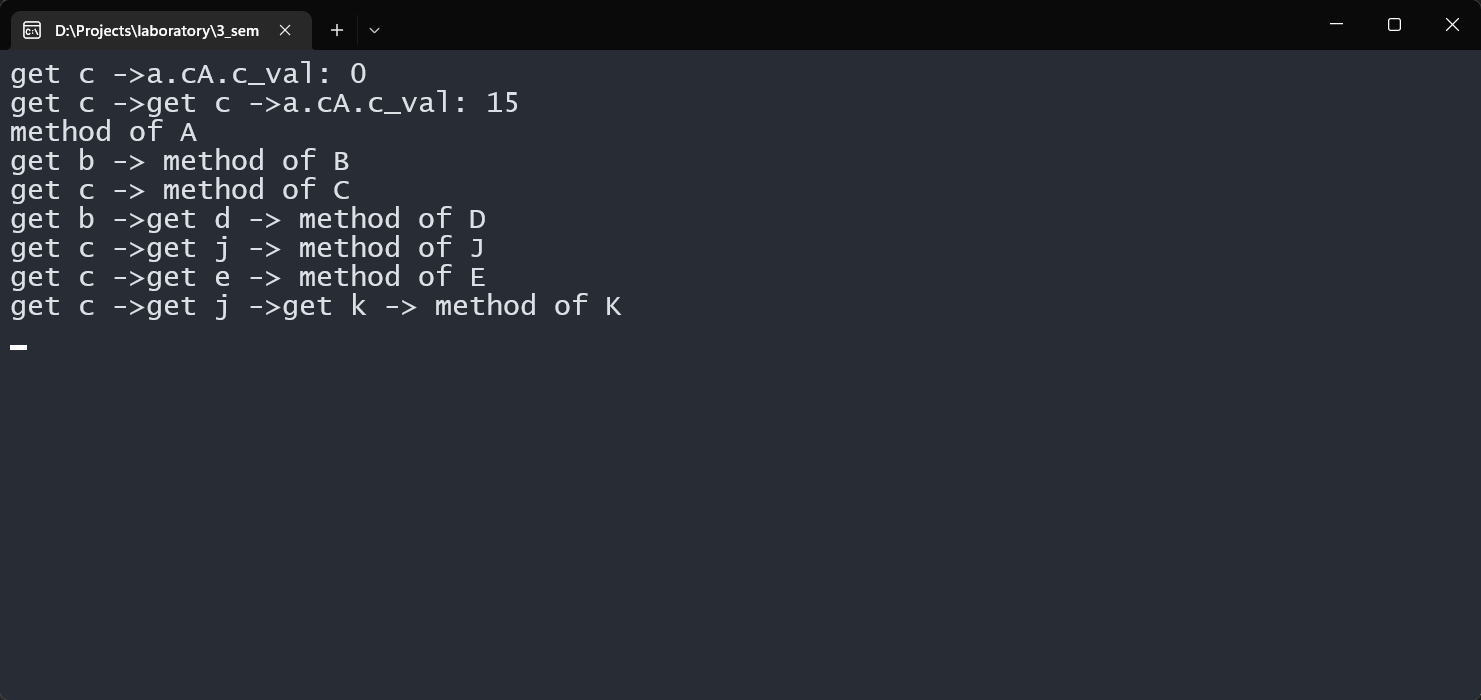 D:\Projects\laboratory\3_sem
get c ->a.cA.c_val: 0
get c ->get c ->a.cA.c_val: 15
method of A
get b -> method of B
get c -> method of C
get b ->get d -> method of D
get c ->get j -> method of J
get c ->get e -> method of E
get c ->get j ->get k -> method of K